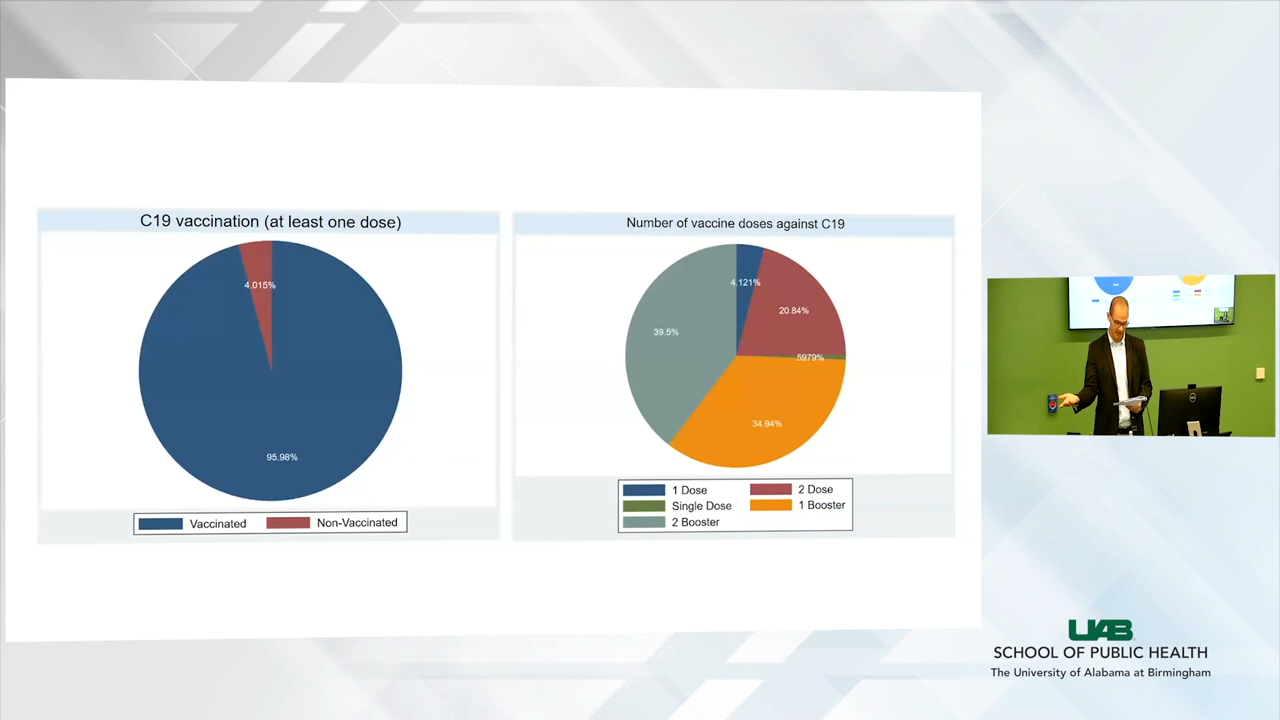 C19 vaccination (at least one dose)
4.015%
95.98%
Vaccinated Non-Vaccinated
Number of vaccine doses against C19
4.121%
20.84%
.5979%
34.94%
39.5%
1 Dose 2 Dose
Single Dose 1 Booster
2 Booster
UAB
SCHOOL OF PUBLIC HEALTH
The University of Alabama at Birmingham